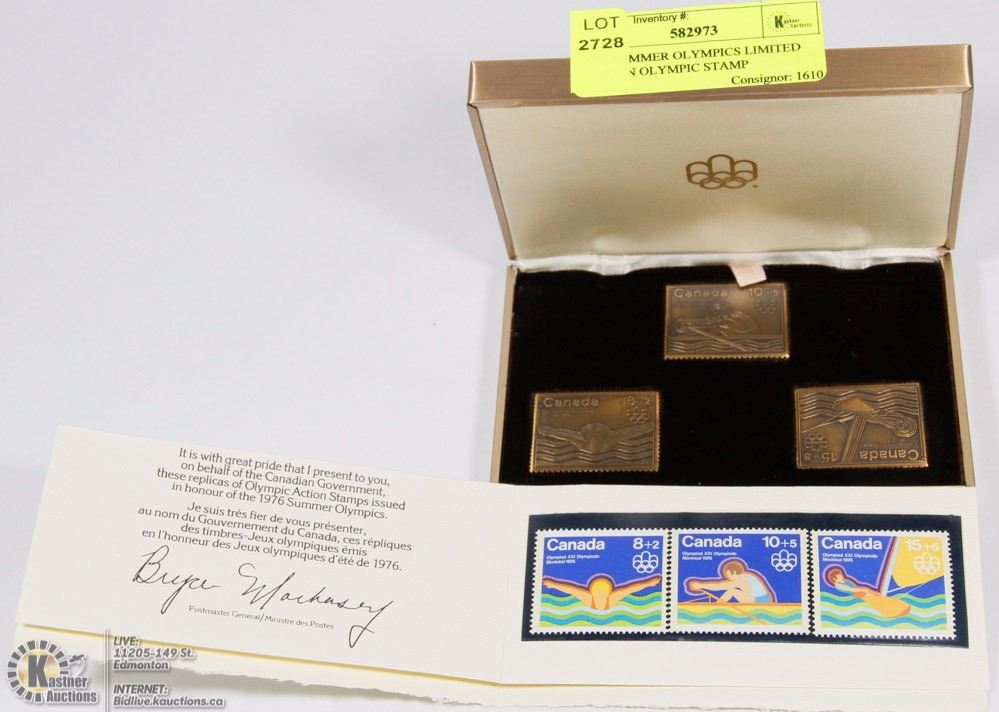 LOT
2728
Inventory #:
582973
Kastner
Auctions
MMER OLYMPICS LIMITED
N OLYMPIC STAMP
Consignor: 1610
Canada 10+5
Canada 8+2
Canada 15+5
It is with great pride that I present to you,
on behalf of the Canadian Government,
these replicas of Olympic Action Stamps issued
in honour of the 1976 Summer Olympics.
Je suis très fier de vous présenter,
au nom du Gouvernement du Canada, ces répliques
des timbres-Jeux olympiques émis
en l'honneur des Jeux olympiques d'été de 1976.
Bryce Mackasey
Postmaster General/Ministre des Postes
Canada 8+2
Olympiad XXI Olympiade
Montréal 1976
Canada 10+5
Olympiad XXI Olympiade
Montréal 1976
Canada 15+5
Olympiad XXI Olympiade
Montréal 1976
Kastner
Auctions
LIVE:
11205-149 St.
Edmonton
INTERNET:
Bidlive.kauctions.ca